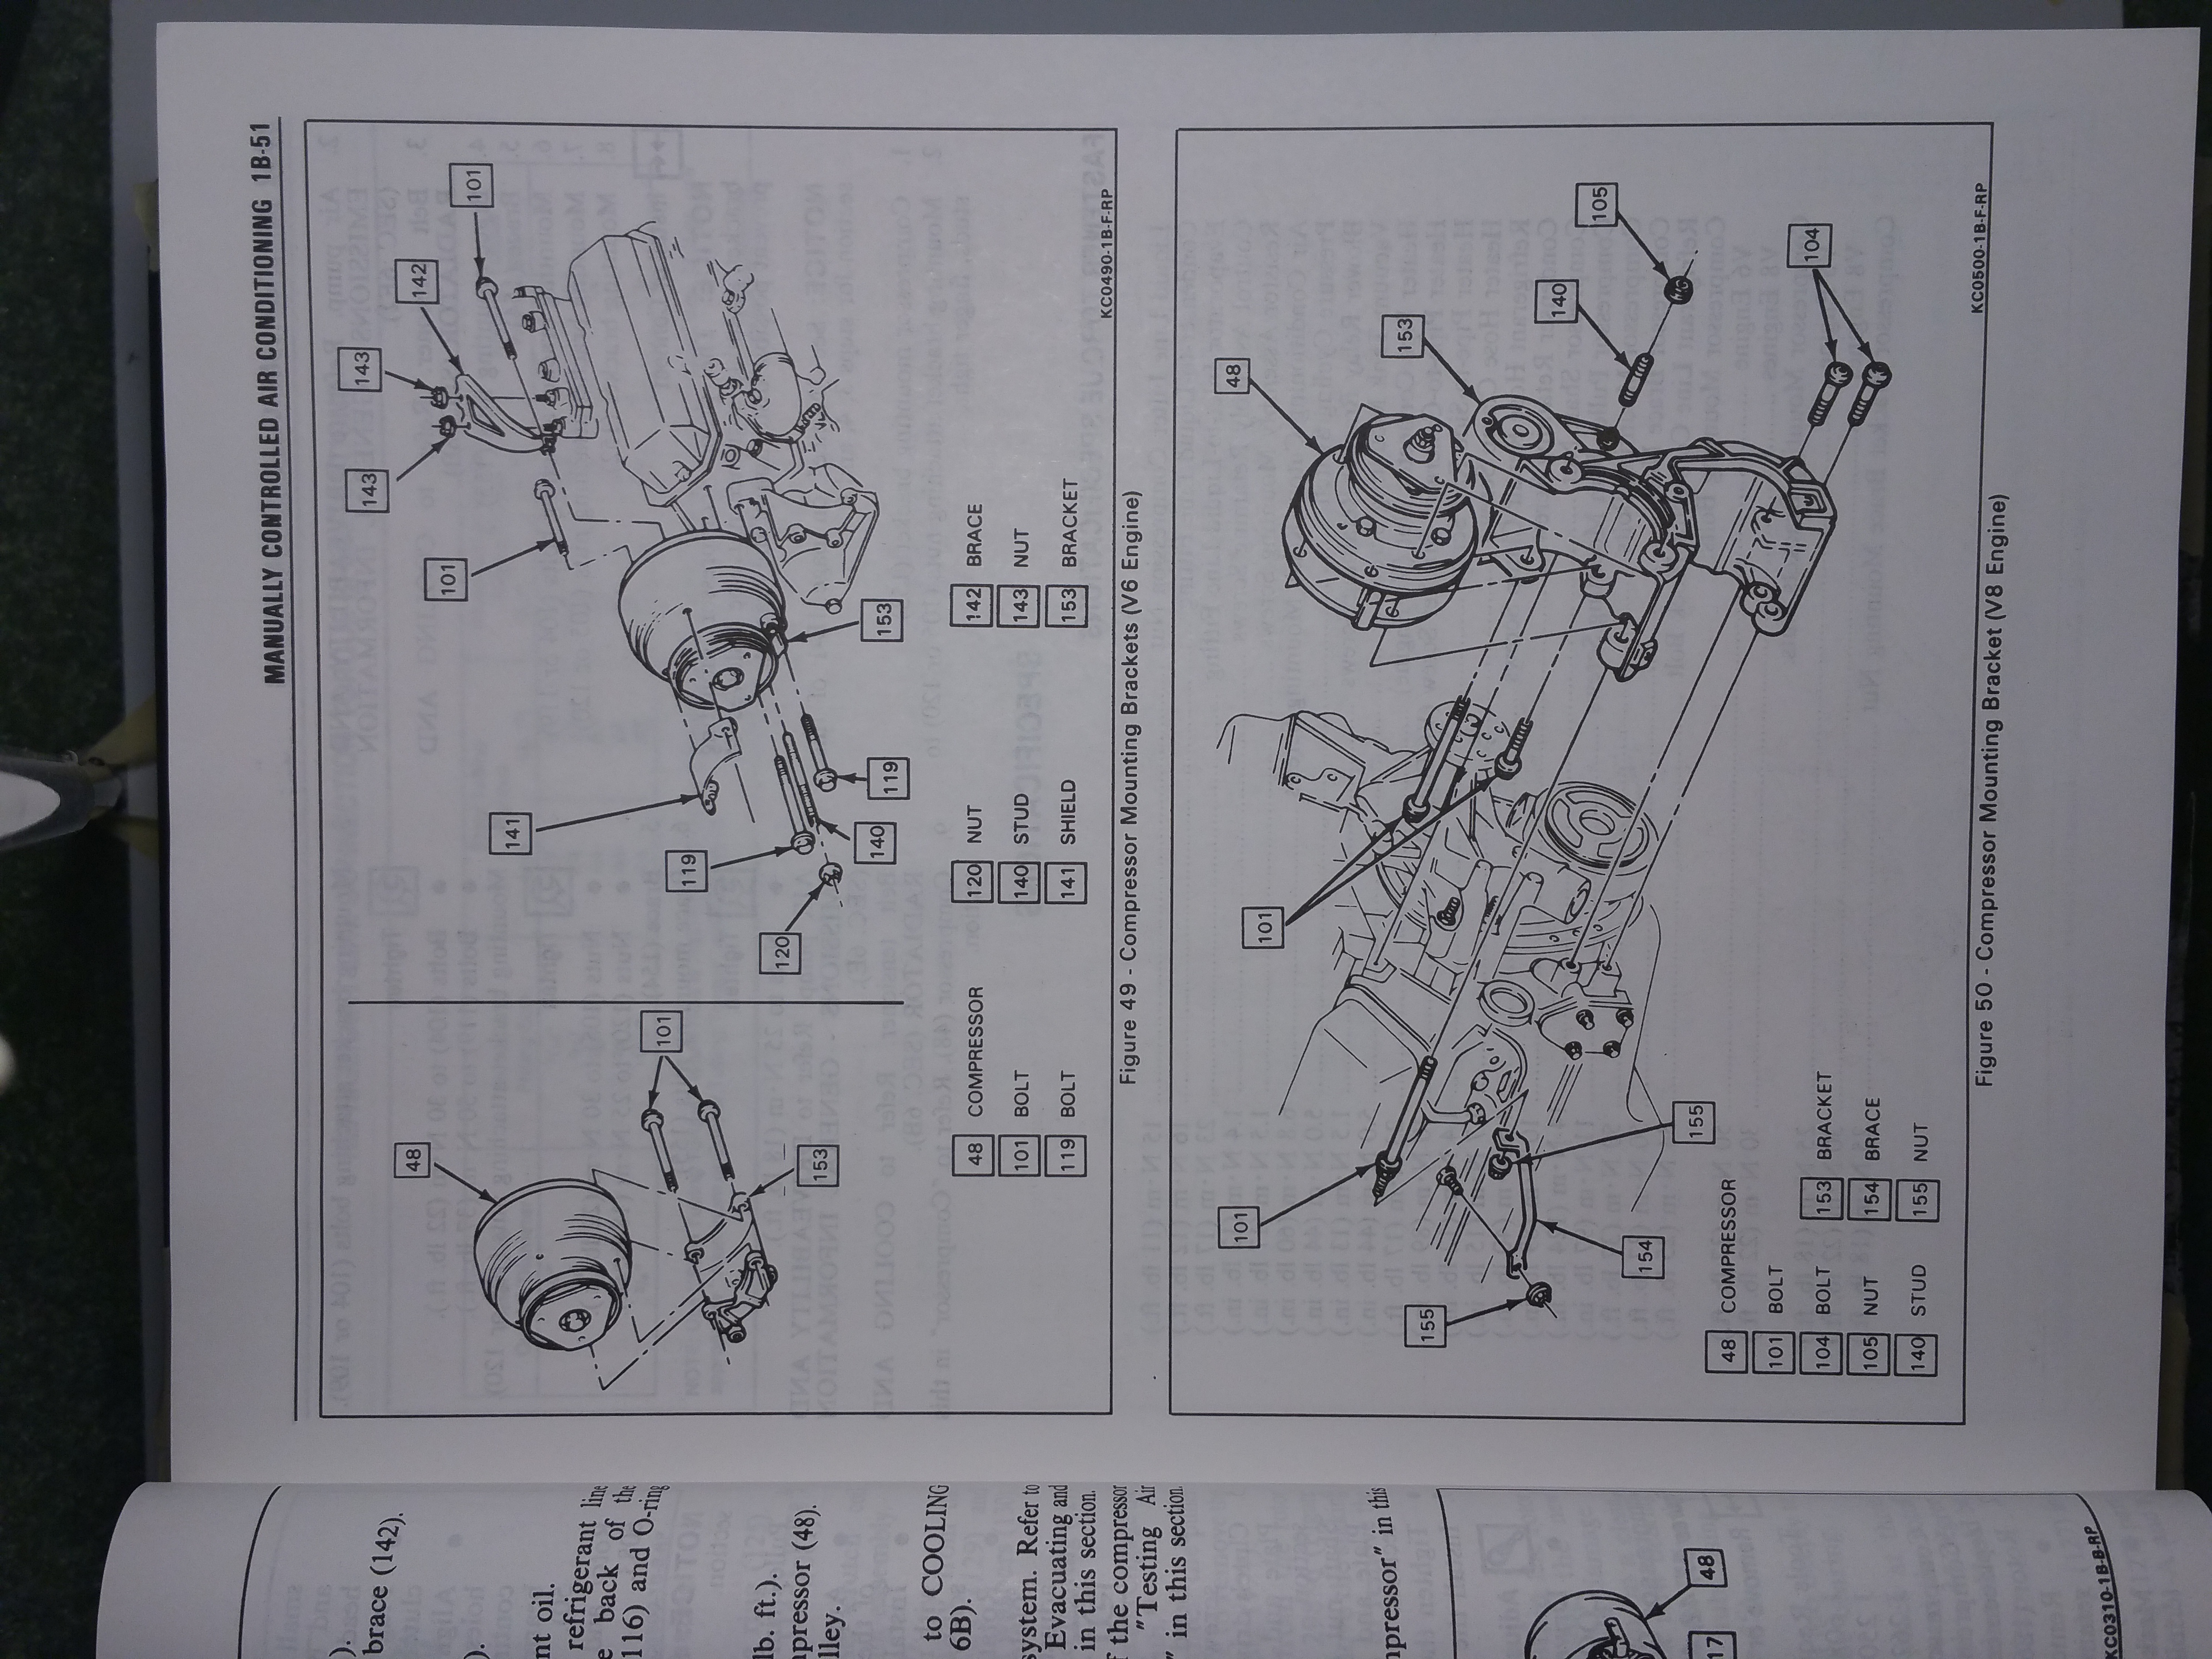 MANUALLY CONTROLLED AIR CONDITIONING 1B-51
48
101
153
143
143
142
101
101
141
119
120
140
119
153
48 COMPRESSOR
101 BOLT
119 BOLT
120 NUT
140 STUD
141 SHIELD
142 BRACE
143 NUT
153 BRACKET
KC0490-1B-F-RP
Figure 49 - Compressor Mounting Brackets (V6 Engine)
48
153
140
105
104
101
101
155
154
155
48 COMPRESSOR
101 BOLT
104 BOLT
105 NUT
140 STUD
153 BRACKET
154 BRACE
155 NUT
KC0500-1B-F-RP
Figure 50 - Compressor Mounting Bracket (V8 Engine)
).
brace (142).
).
nt oil.
refrigerant line
e back of the
116) and O-ring
lb. ft.).
npressor (48).
lley.
to COOLING
6B).
system. Refer to
Evacuating and
in this section.
f the compressor
"Testing Air
" in this section.
npressor" in this
48
17
KC0310-1B-B-RP